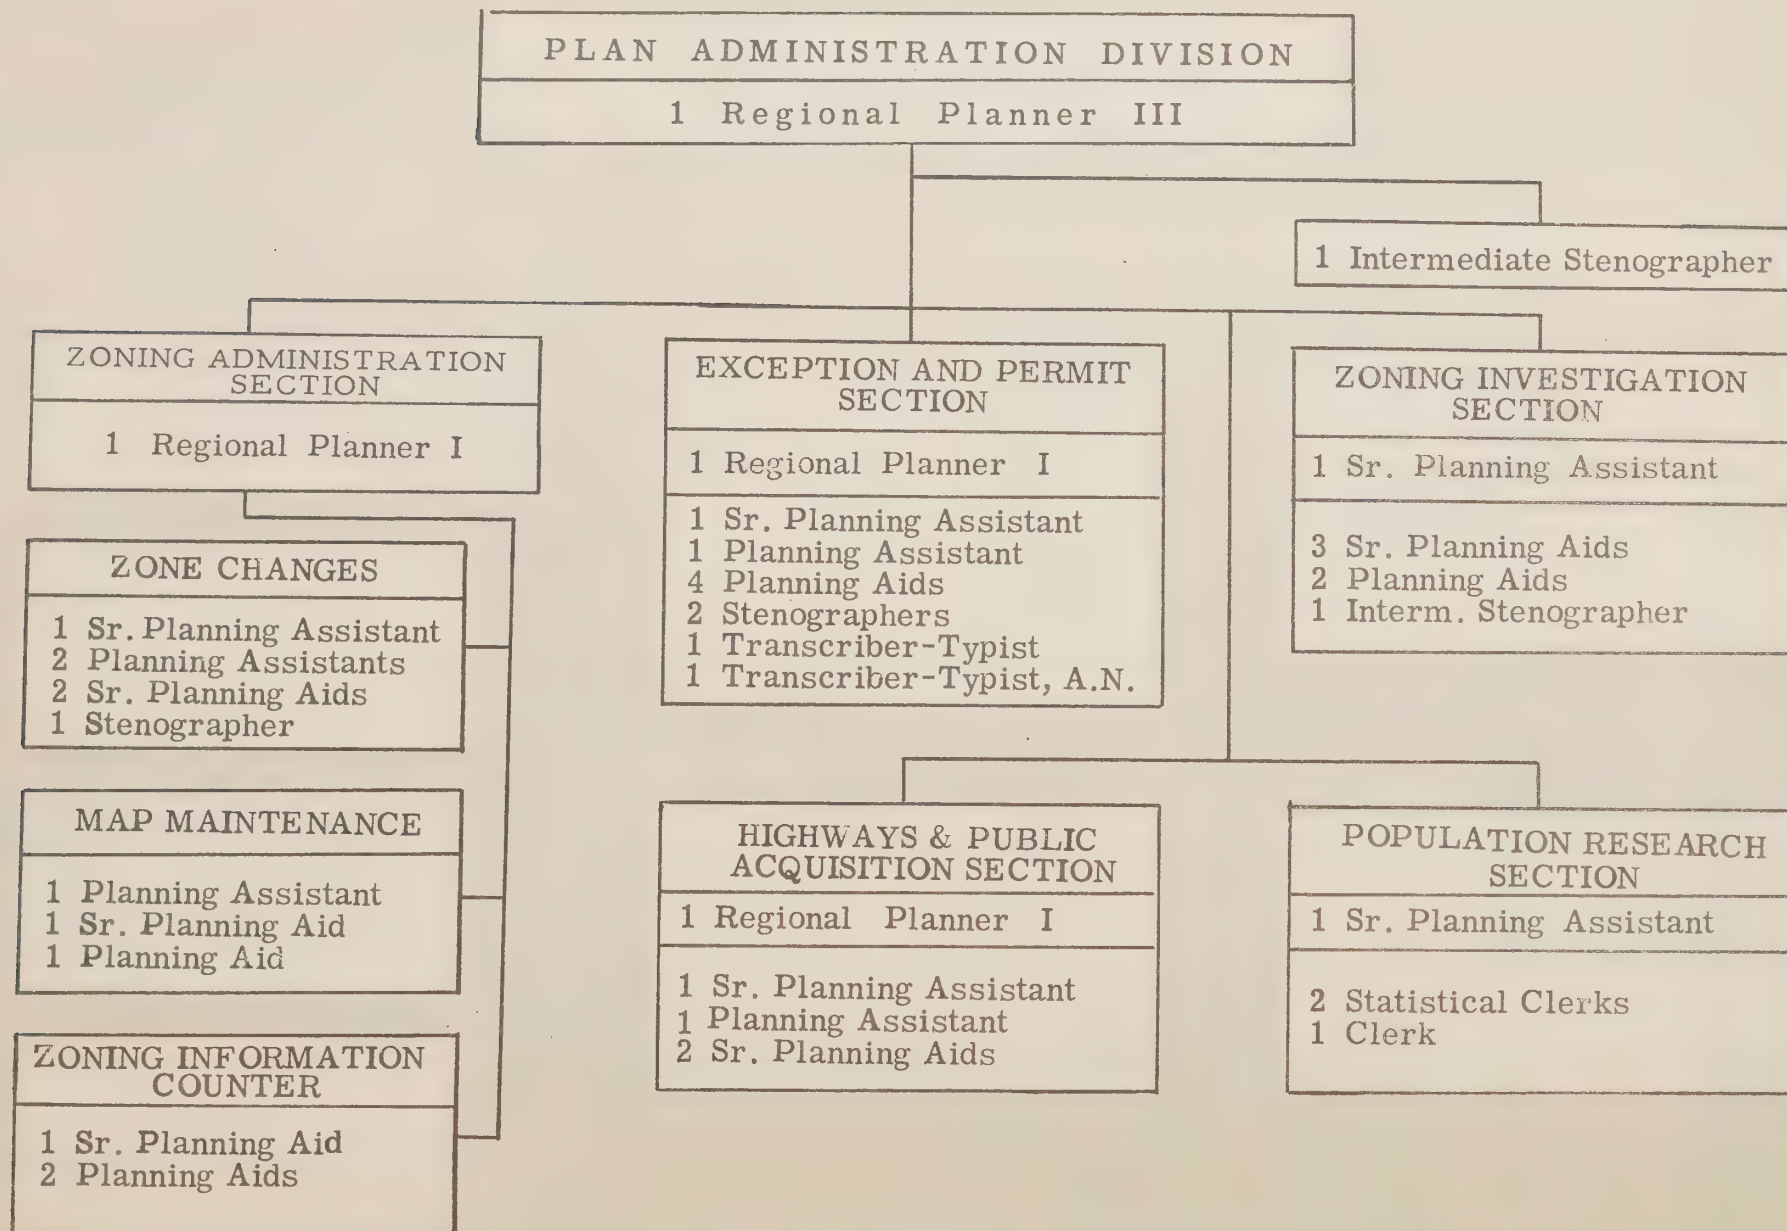 PLAN ADMINISTRATION DIVISION
1 Regional Planner III
1 Intermediate Stenographer
ZONING ADMINISTRATION
SECTION
1 Regional Planner I
ZONE CHANGES
1 Sr. Planning Assistant
2 Planning Assistants
2 Sr. Planning Aids
1 Stenographer
MAP MAINTENANCE
1 Planning Assistant
1 Sr. Planning Aid
1 Planning Aid
ZONING INFORMATION
COUNTER
1 Sr. Planning Aid
2 Planning Aids
EXCEPTION AND PERMIT
SECTION
1 Regional Planner I
1 Sr. Planning Assistant
1 Planning Assistant
4 Planning Aids
2 Stenographers
1 Transcriber-Typist
1 Transcriber-Typist, A.N.
ZONING INVESTIGATION
SECTION
1 Sr. Planning Assistant
3 Sr. Planning Aids
2 Planning Aids
1 Interm. Stenographer
HIGHWAYS & PUBLIC
ACQUISITION SECTION
1 Regional Planner I
1 Sr. Planning Assistant
1 Planning Assistant
2 Sr. Planning Aids
POPULATION RESEARCH
SECTION
1 Sr. Planning Assistant
2 Statistical Clerks
1 Clerk